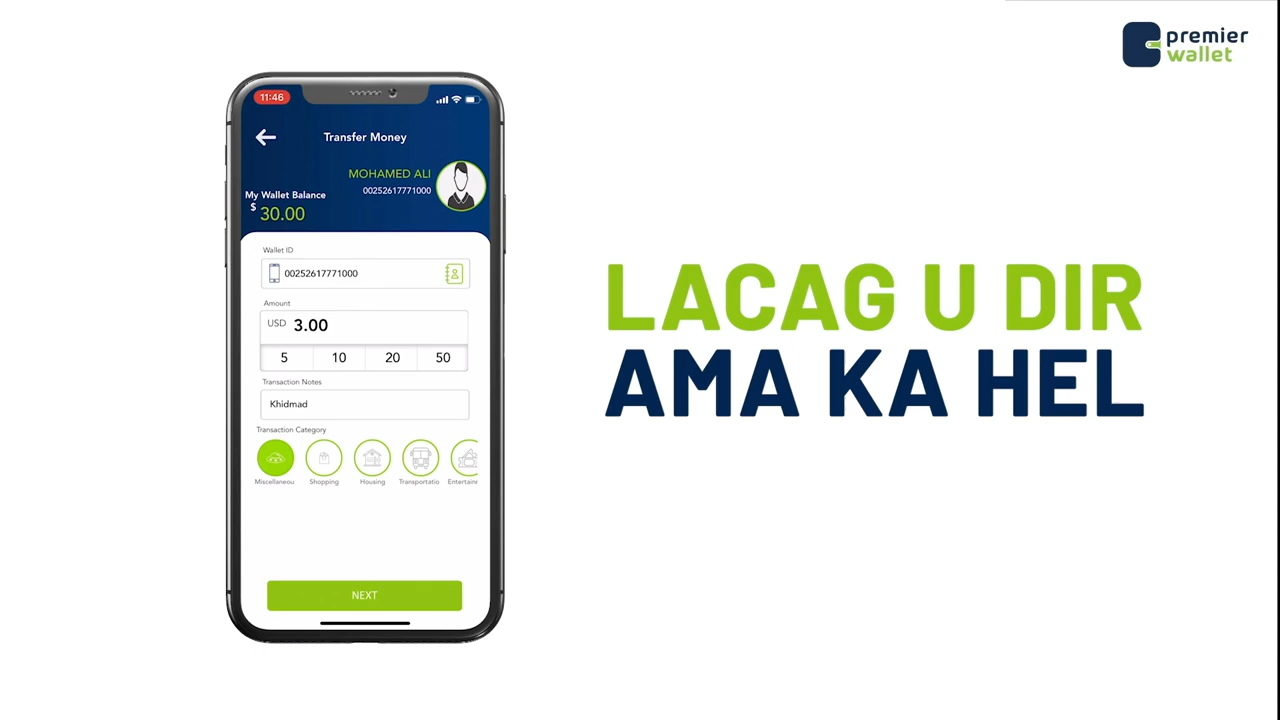 premier
wallet
11:46
Transfer Money
MOHAMED ALI
00252617771000
My Wallet Balance
$ 30.00
Wallet ID
00252617771000
Amount
USD 3.00
5 10 20 50
Transaction Notes
Khidmad
Transaction Category
Miscellaneou Shopping Housing Transportatio Entertain
NEXT
LACAG U DIR
AMA KA HEL